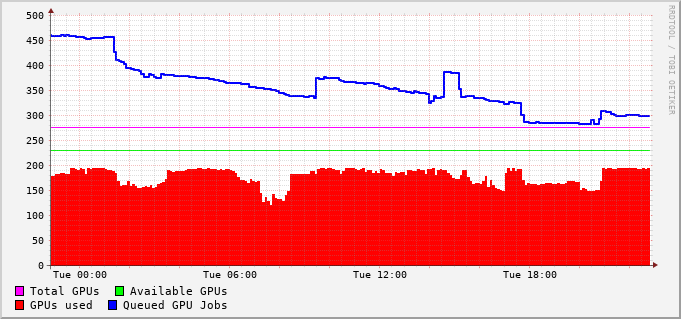 500
450
400
350
300
250
200
150
100
50
0
Tue 00:00 Tue 06:00 Tue 12:00 Tue 18:00
Total GPUs Available GPUs
GPUs used Queued GPU Jobs
RRDTOOL / TOBI OETIKER